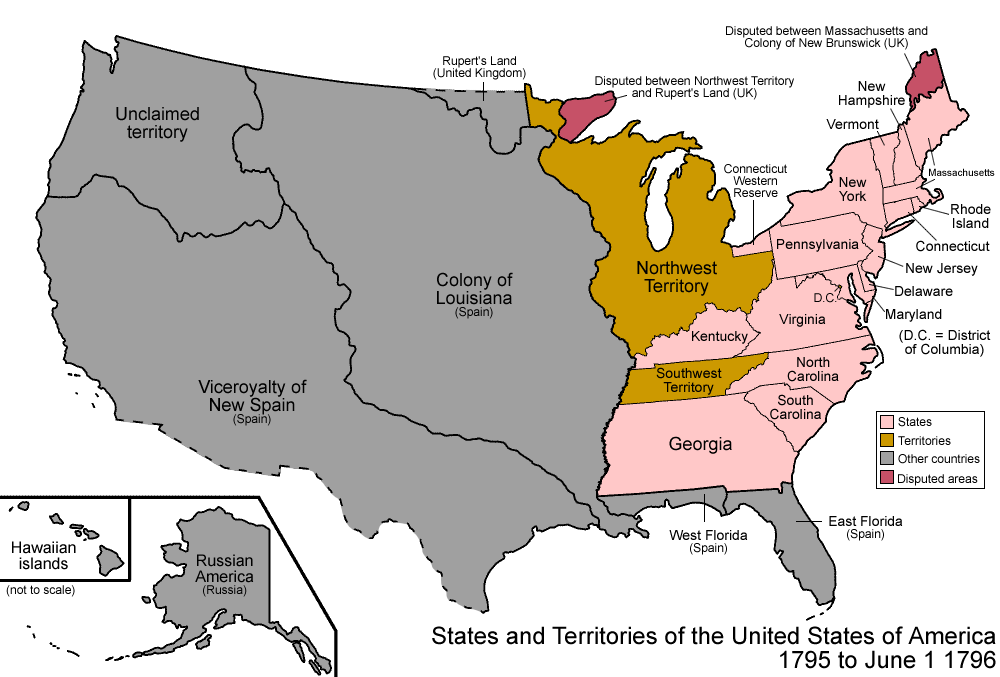 Disputed between Massachusetts and
Colony of New Brunswick (UK)
Rupert's Land
(United Kingdom)
Disputed between Northwest Territory
and Rupert's Land (UK)
New
Hampshire
Vermont
Unclaimed
territory
Connecticut
Western
Reserve
Massachusetts
New
York
Rhode
Island
Connecticut
Pennsylvania
New Jersey
Northwest
Territory
Colony of
Louisiana
(Spain)
D.C.
Delaware
Maryland
Virginia
(D.C. = District
of Columbia)
Kentucky
North
Carolina
Southwest
Territory
Viceroyalty of
New Spain
(Spain)
South
Carolina
Georgia
States
Territories
Other countries
Disputed areas
West Florida
(Spain)
East Florida
(Spain)
Hawaiian
islands
(not to scale)
Russian
America
(Russia)
States and Territories of the United States of America
1795 to June 1 1796